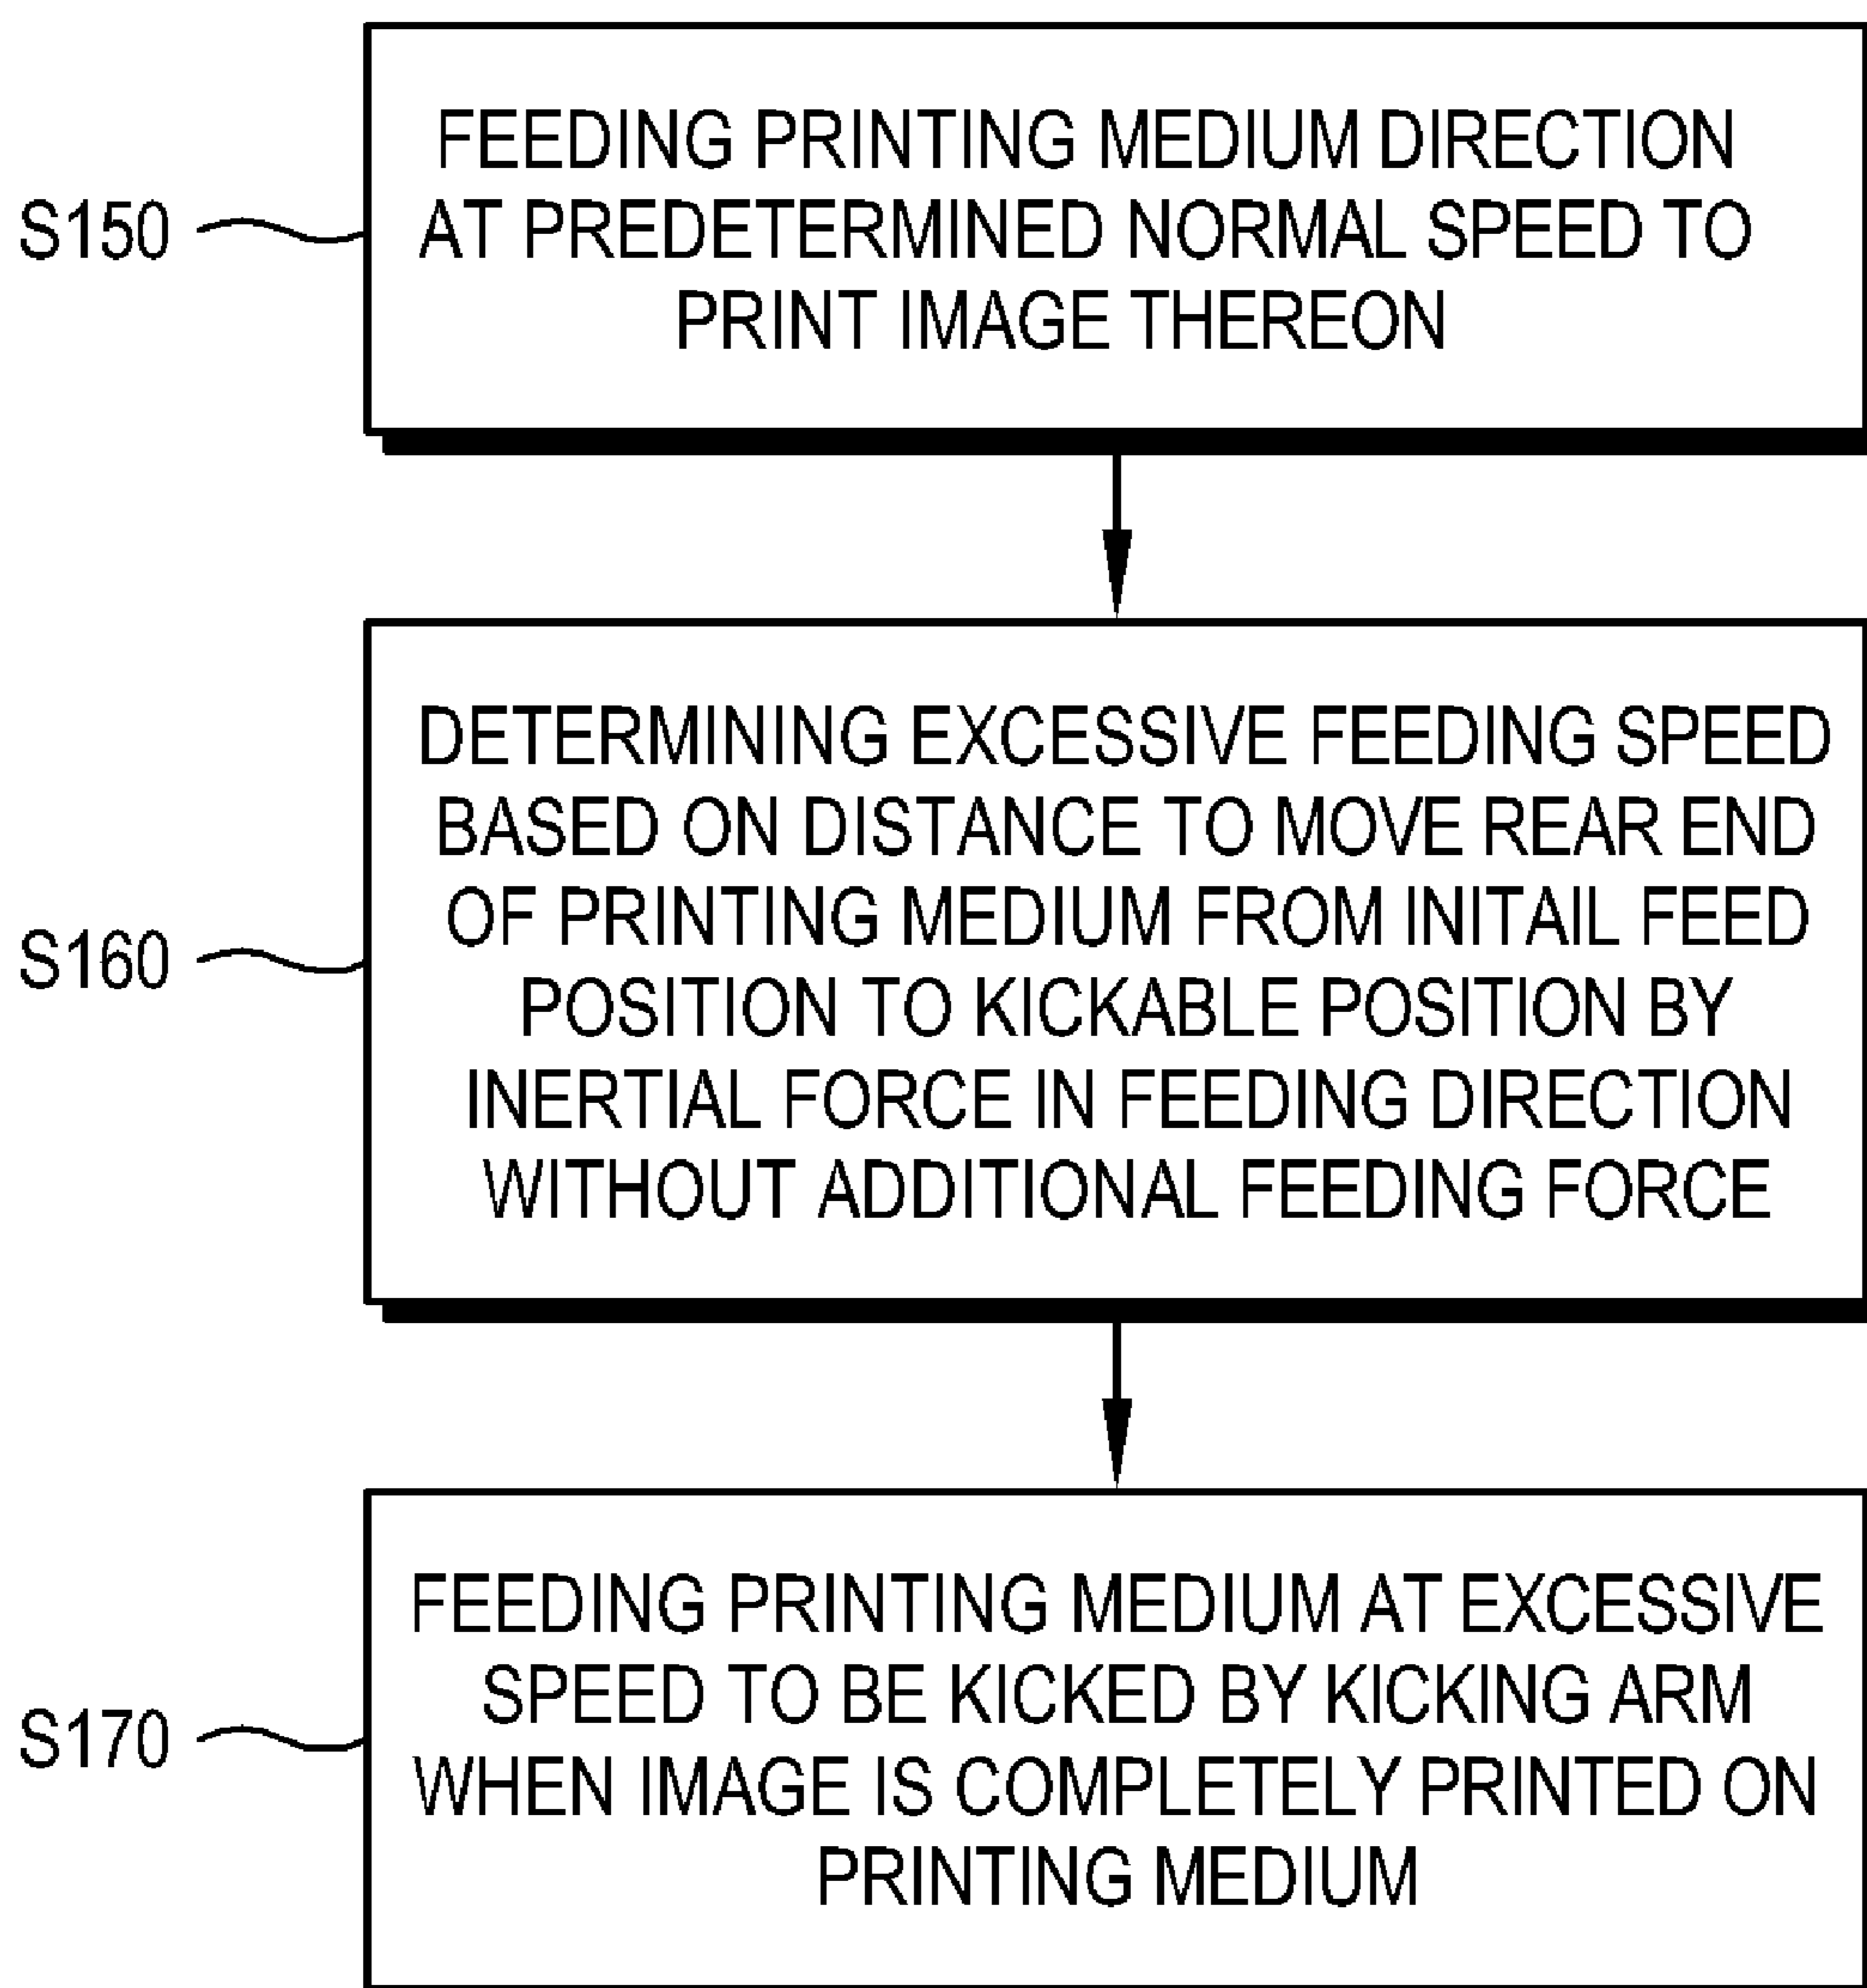 FEEDING PRINTING MEDIUM DIRECTION
AT PREDETERMINED NORMAL SPEED TO
PRINT IMAGE THEREON
S150
DETERMINING EXCESSIVE FEEDING SPEED
BASED ON DISTANCE TO MOVE REAR END
OF PRINTING MEDIUM FROM INITAIL FEED
POSITION TO KICKABLE POSITION BY
INERTIAL FORCE IN FEEDING DIRECTION
WITHOUT ADDITIONAL FEEDING FORCE
S160
FEEDING PRINTING MEDIUM AT EXCESSIVE
SPEED TO BE KICKED BY KICKING ARM
WHEN IMAGE IS COMPLETELY PRINTED ON
PRINTING MEDIUM
S170